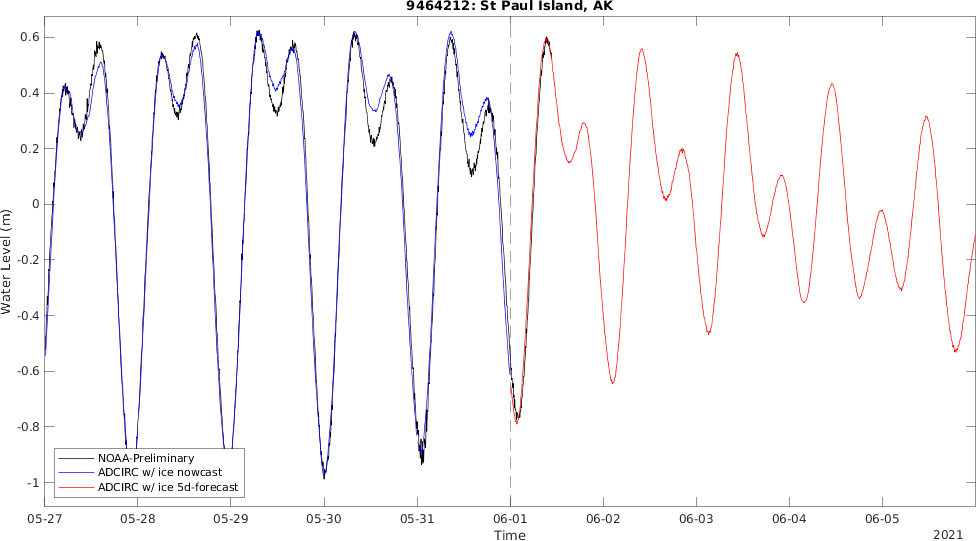 9464212: St Paul Island, AK
Water Level (m)
0.6
0.4
0.2
0
-0.2
-0.4
-0.6
-0.8
-1
NOAA-Preliminary
ADCIRC w/ ice nowcast
ADCIRC w/ ice 5d-forecast
05-27 05-28 05-29 05-30 05-31 06-01 06-02 06-03 06-04 06-05
Time
2021